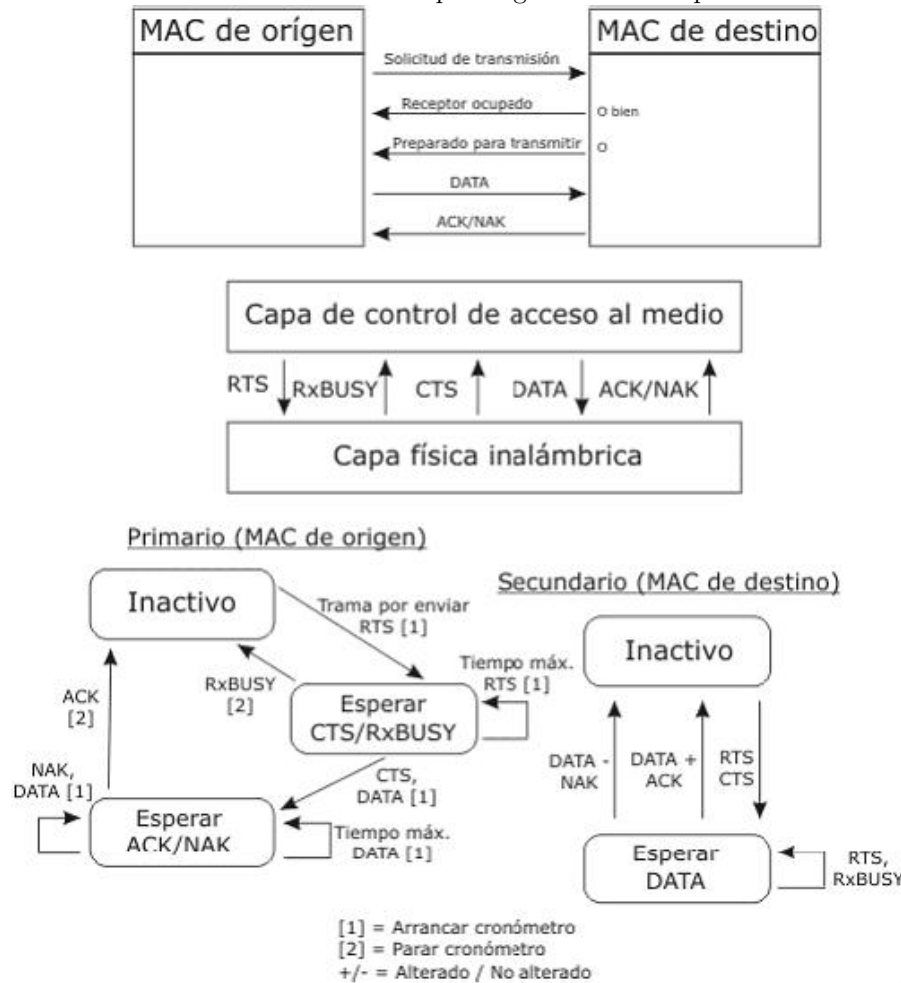 MAC de orígen
MAC de destino
Solicitud de transmisión
Receptor ocupado
O bien
Preparado para transmitir
O
DATA
ACK/NAK
Capa de control de acceso al medio
RTS
RxBUSY
CTS
DATA
ACK/NAK
Capa física inalámbrica
Primario (MAC de origen)
Inactivo
Trama por enviar
RTS [1]
ACK
[2]
RxBUSY
[2]
Tiempo máx.
RTS [1]
Esperar
CTS/RxBUSY
NAK,
DATA [1]
CTS,
DATA [1]
Esperar
ACK/NAK
Tiempo máx.
DATA [1]
Secundario (MAC de destino)
Inactivo
DATA -
NAK
DATA +
ACK
RTS
CTS
Esperar
DATA
RTS,
RxBUSY
[1] = Arrancar cronómetro
[2] = Parar cronómetro
+/- = Alterado / No alterado